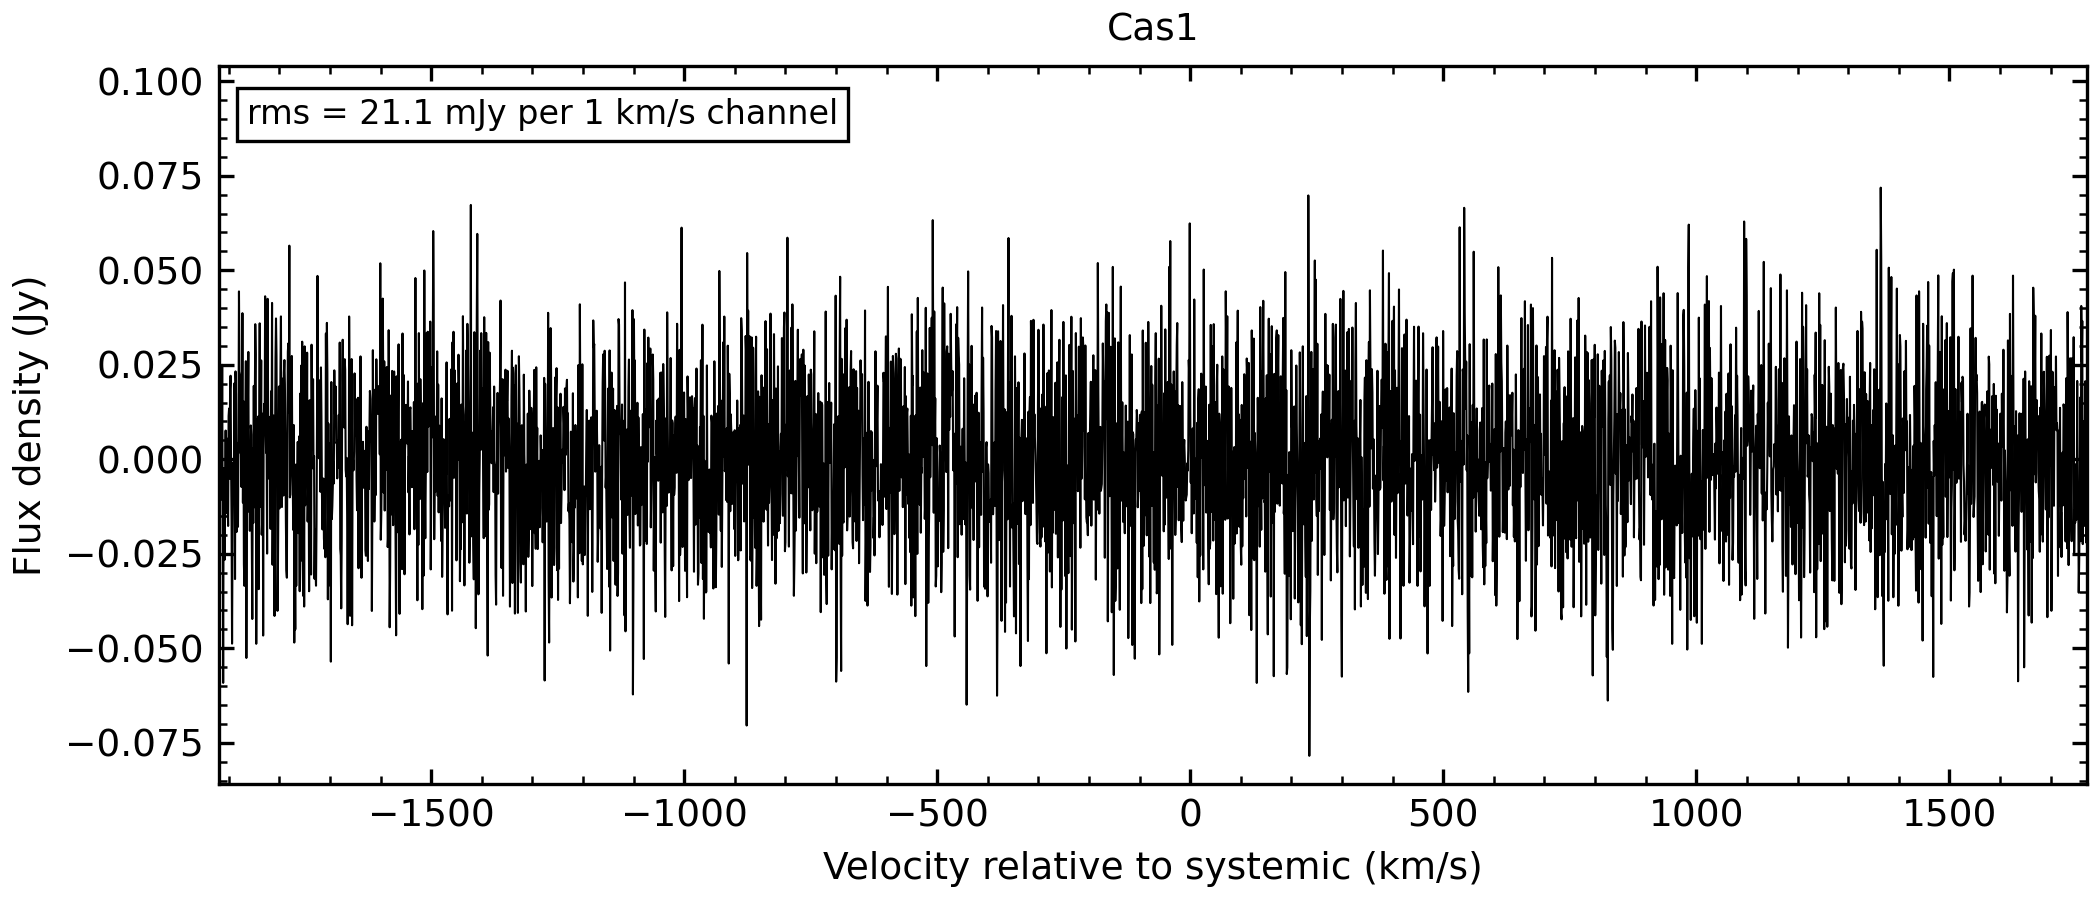 Cas1
rms = 21.1 mJy per 1 km/s channel
0.100
0.075
0.050
0.025
0.000
−0.025
−0.050
−0.075
Flux density (Jy)
−1500 −1000 −500 0 500 1000 1500
Velocity relative to systemic (km/s)